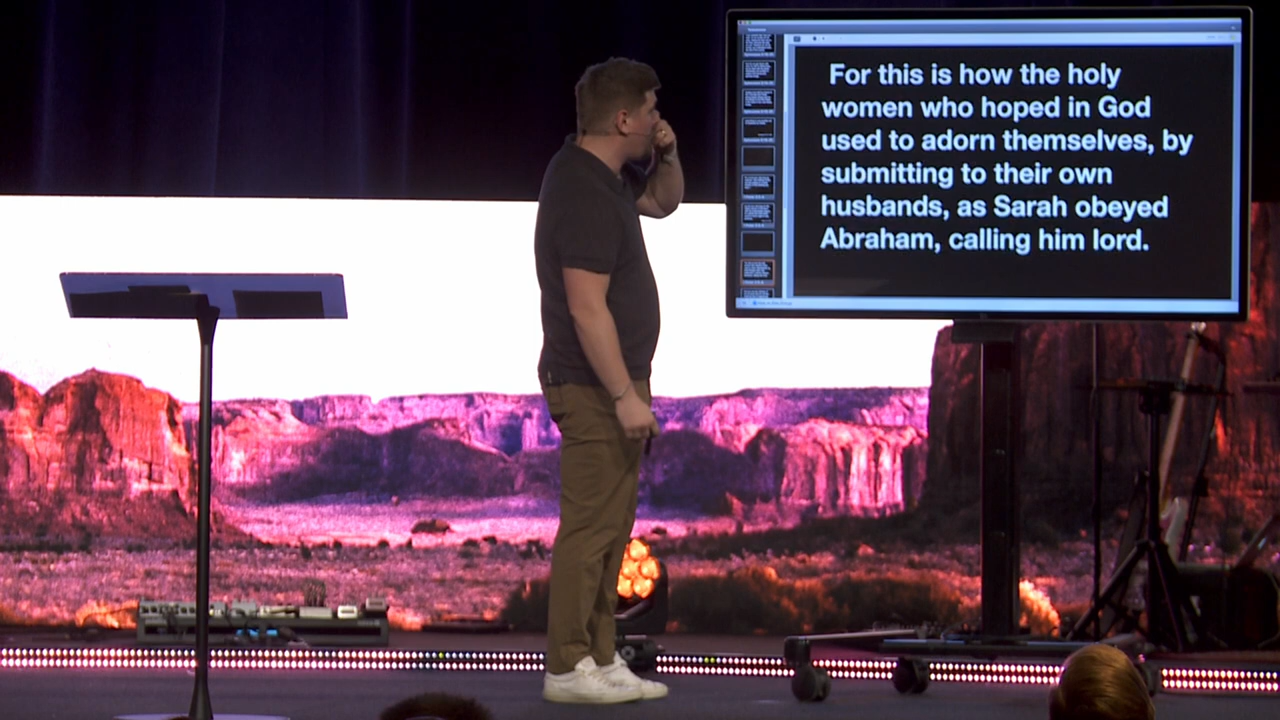 For this is how the holy
women who hoped in God
used to adorn themselves, by
submitting to their own
husbands, as Sarah obeyed
Abraham, calling him lord.